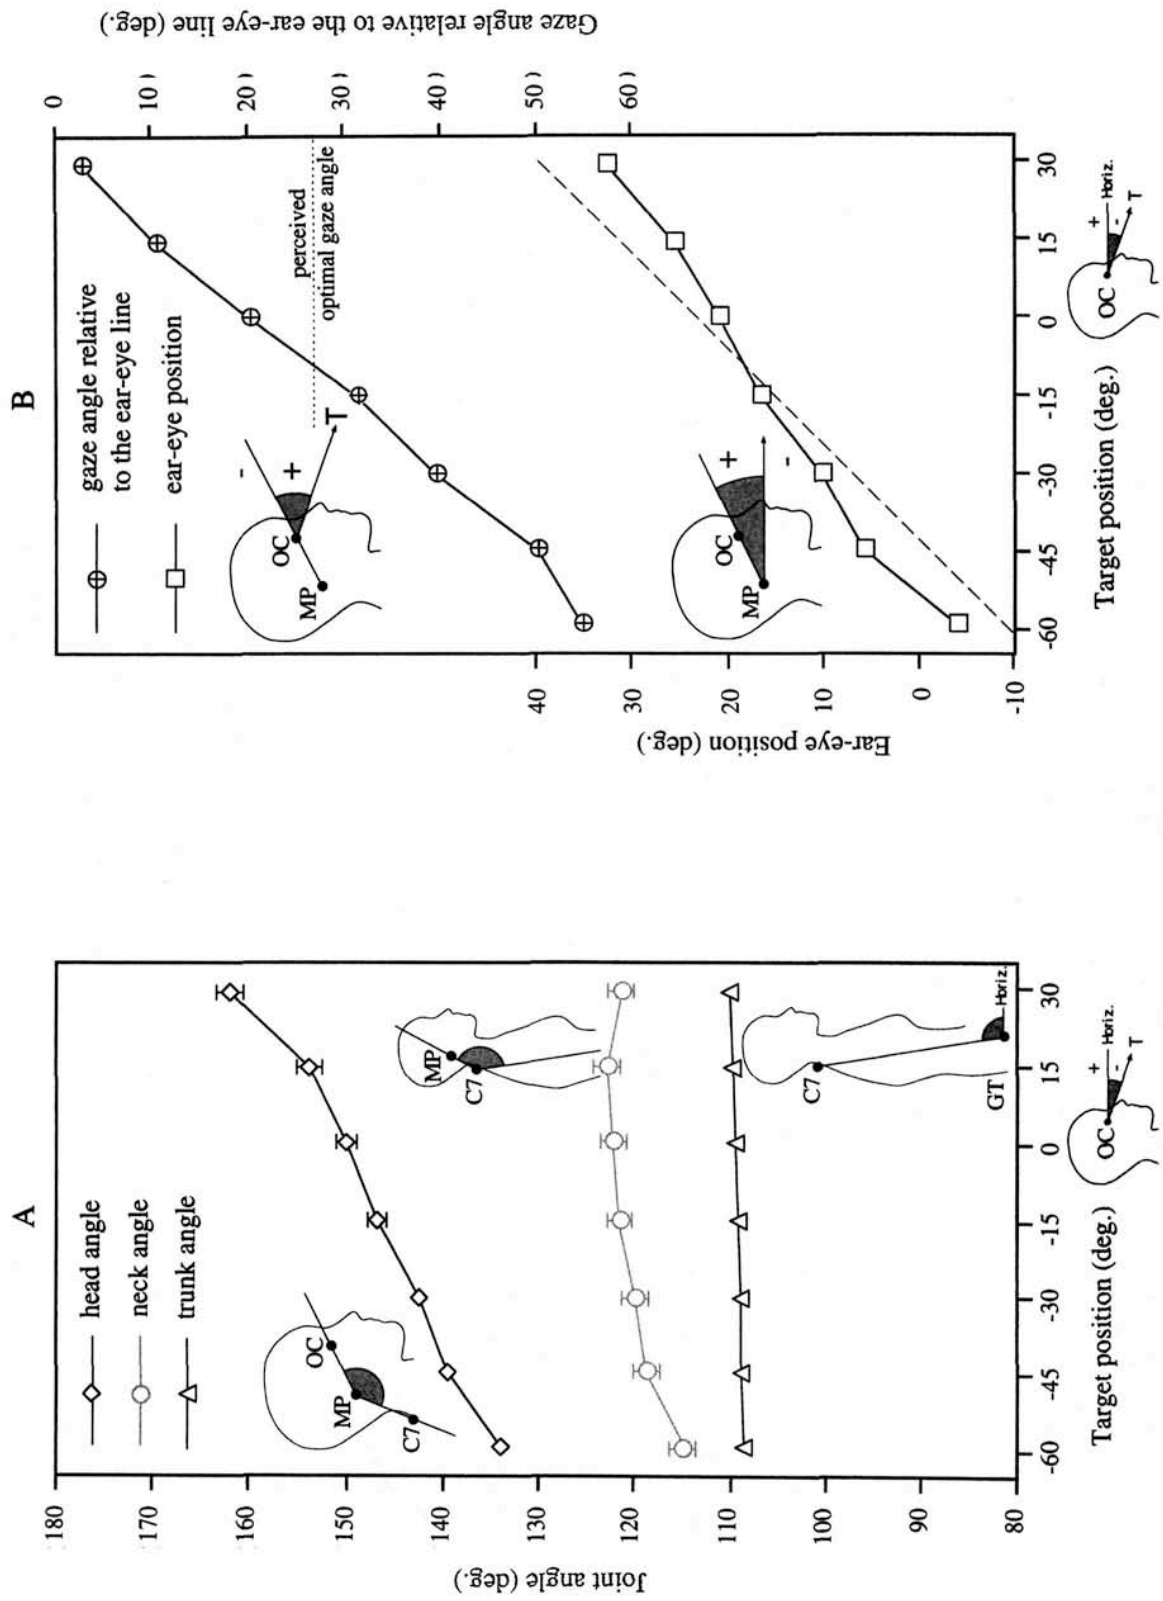 A
head angle
neck angle
trunk angle
180
170
160
150
140
130
120
110
100
90
80
Joint angle (deg.)
OC
MP
C7
MP
C7
C7
GT
Horiz.
-60
-45
-30
-15
0
15
30
Target position (deg.)
OC
+
-
Horiz.
T
B
gaze angle relative
to the ear-eye line
ear-eye position
perceived
optimal gaze angle
MP
OC
-
+
T
MP
OC
+
-
40
30
20
10
0
-10
Ear-eye position (deg.)
0
10
20
30
40
50
60
Gaze angle relative to the ear-eye line (deg.)
-60
-45
-30
-15
0
15
30
Target position (deg.)
OC
+
-
Horiz.
T